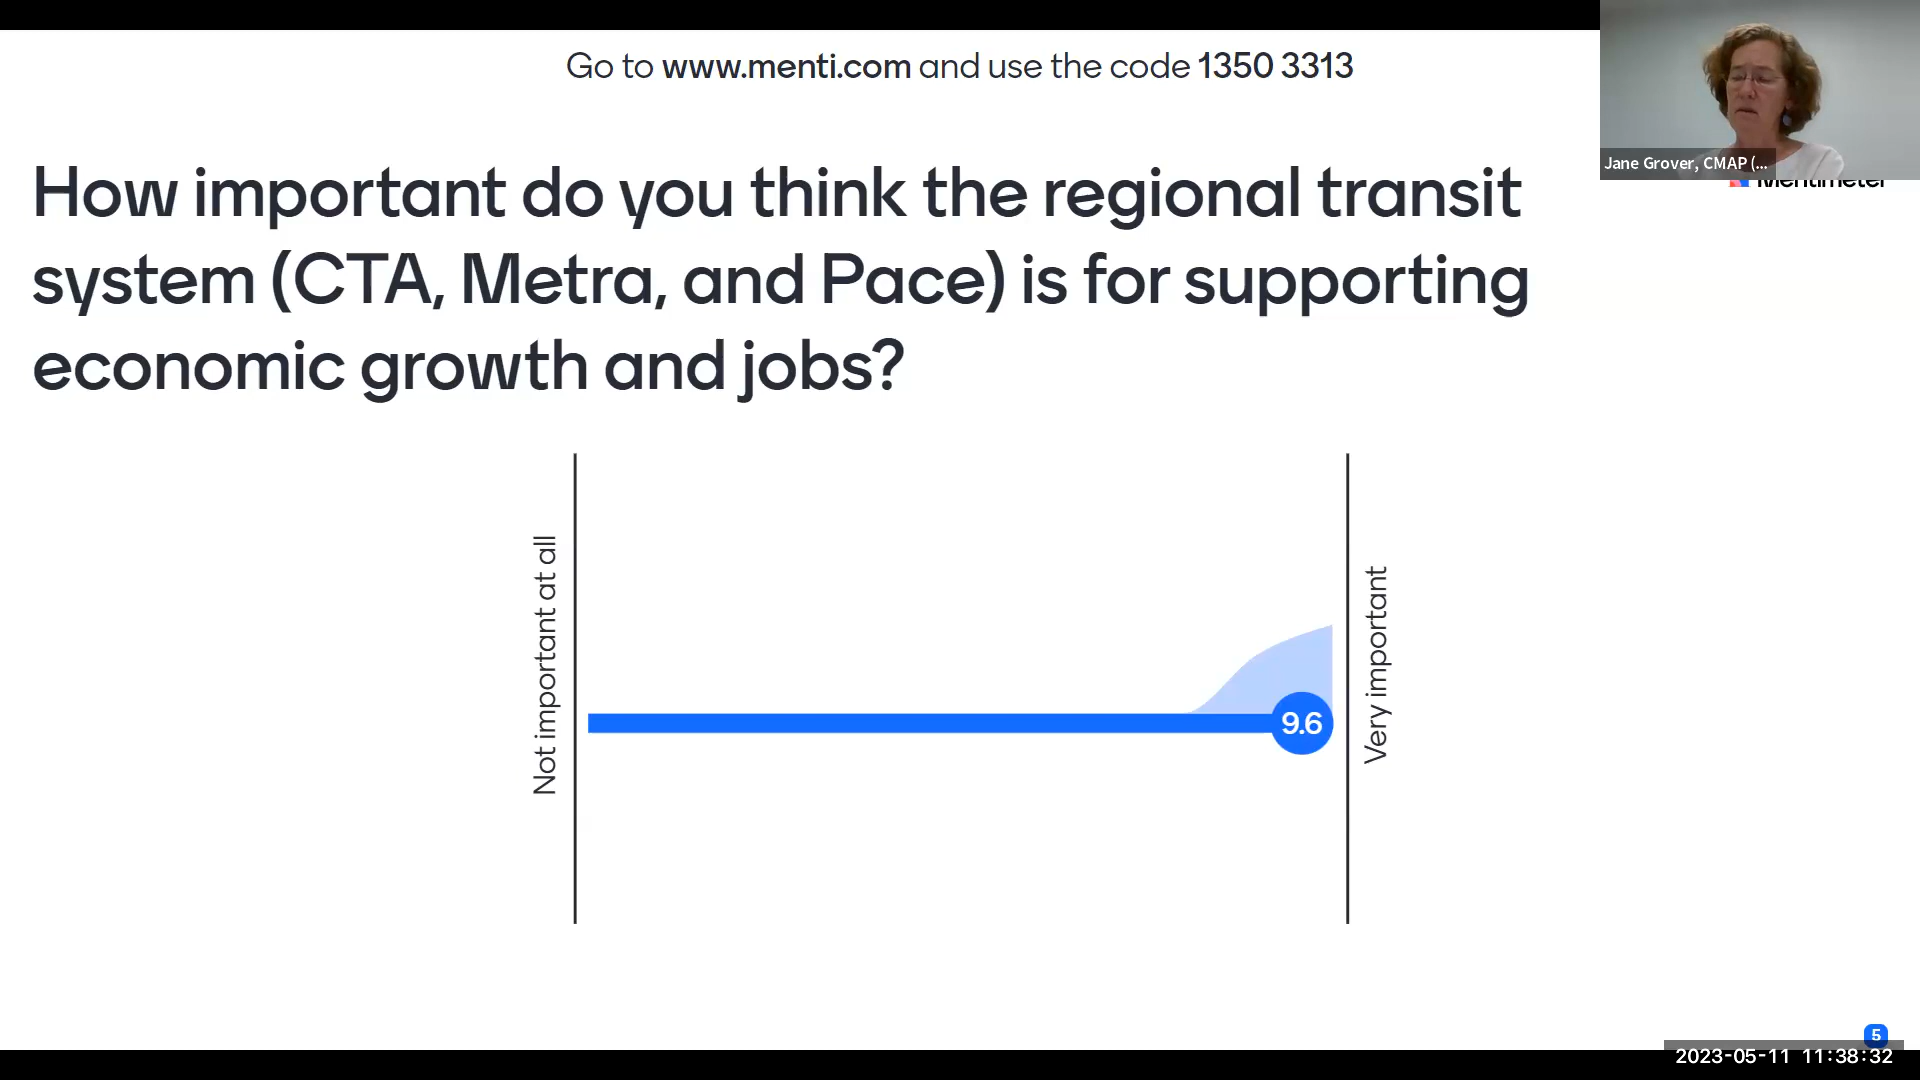 Go to www.menti.com and use the code 1350 3313
Jane Grover, CMAP (...
Mentimeter
How important do you think the regional transit
system (CTA, Metra, and Pace) is for supporting
economic growth and jobs?
Not important at all
9.6
Very important
5
2023-05-11 11:38:32